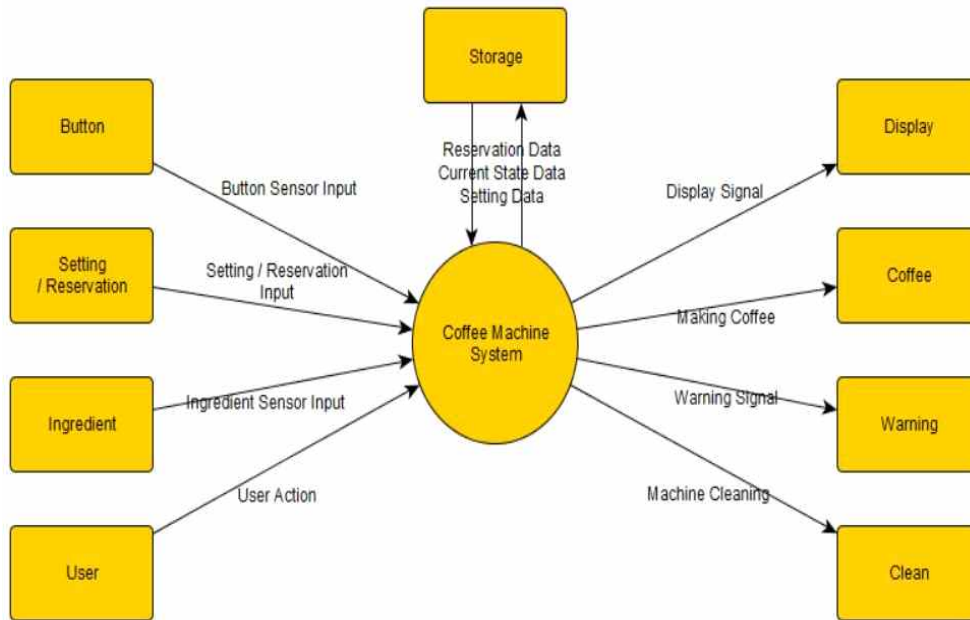 Storage
Button
Display
Reservation Data
Current State Data
Setting Data
Button Sensor Input
Display Signal
Setting
/ Reservation
Setting / Reservation
Input
Coffee
Making Coffee
Coffee Machine
System
Ingredient
Ingredient Sensor Input
Warning Signal
Warning
User Action
Machine Cleaning
User
Clean